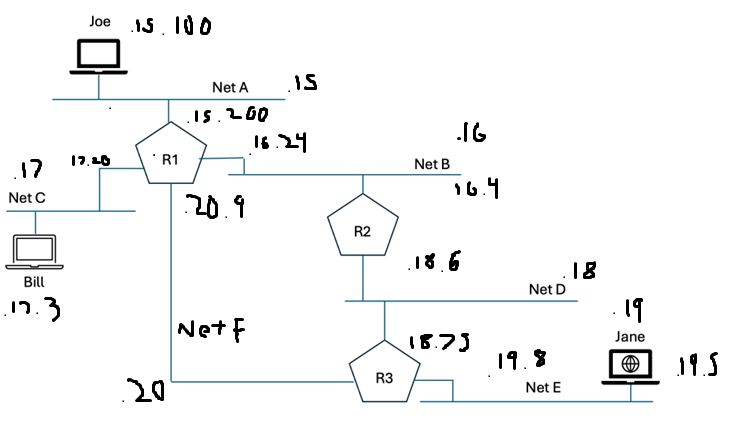 Joe .15.100
Net A .15
.15.200
R1
.16.24
.16
.17
17.20
Net B
16.4
Net C
.20.9
R2
Bill
.17.3
.18.6
.18
Net D
Net F
.19
Jane
18.75
19.8
.19.5
R3
Net E
.20